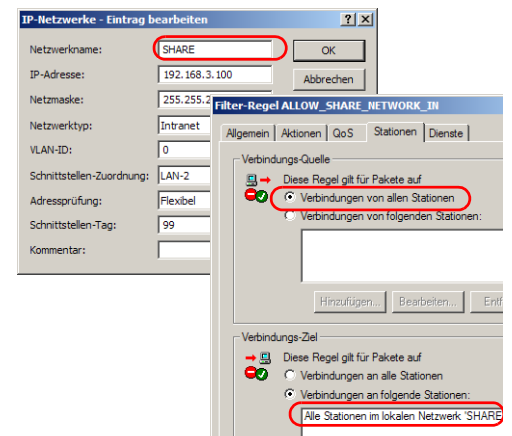 IP-Netzwerke - Eintrag bearbeiten
Netzwerkname: SHARE
OK
IP-Adresse: 192.168.3.100
Abbrechen
Netzmaske: 255.255.2
Netzwerktyp: Intranet
VLAN-ID: 0
Schnittstellen-Zuordnung: LAN-2
Adressprüfung: Flexibel
Schnittstellen-Tag: 99
Kommentar:
Filter-Regel ALLOW_SHARE_NETWORK_IN
Allgemein Aktionen QoS Stationen Dienste
Verbindungs-Quelle
Diese Regel gilt für Pakete auf
Verbindungen von allen Stationen
Verbindungen von folgenden Stationen:
Hinzufügen... Bearbeiten... Entf
Verbindungs-Ziel
Diese Regel gilt für Pakete auf
Verbindungen an alle Stationen
Verbindungen an folgende Stationen:
Alle Stationen im lokalen Netzwerk 'SHARE